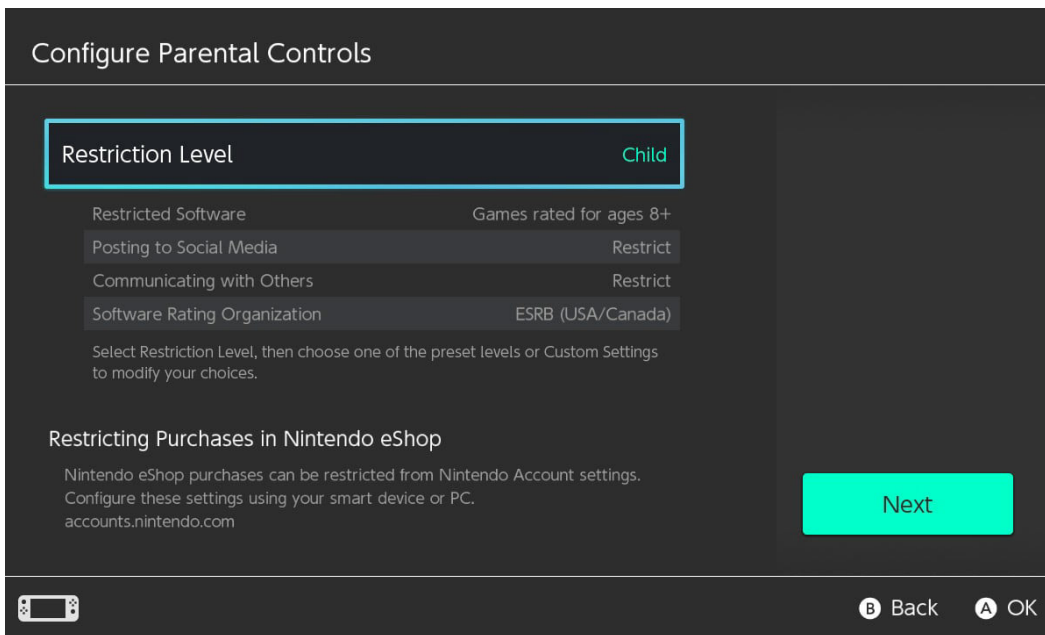 Configure Parental Controls
Restriction Level Child
Restricted Software Games rated for ages 8+
Posting to Social Media Restrict
Communicating with Others Restrict
Software Rating Organization ESRB (USA/Canada)
Select Restriction Level, then choose one of the preset levels or Custom Settings
to modify your choices.
Restricting Purchases in Nintendo eShop
Nintendo eShop purchases can be restricted from Nintendo Account settings.
Configure these settings using your smart device or PC.
accounts.nintendo.com
Next
B Back A OK